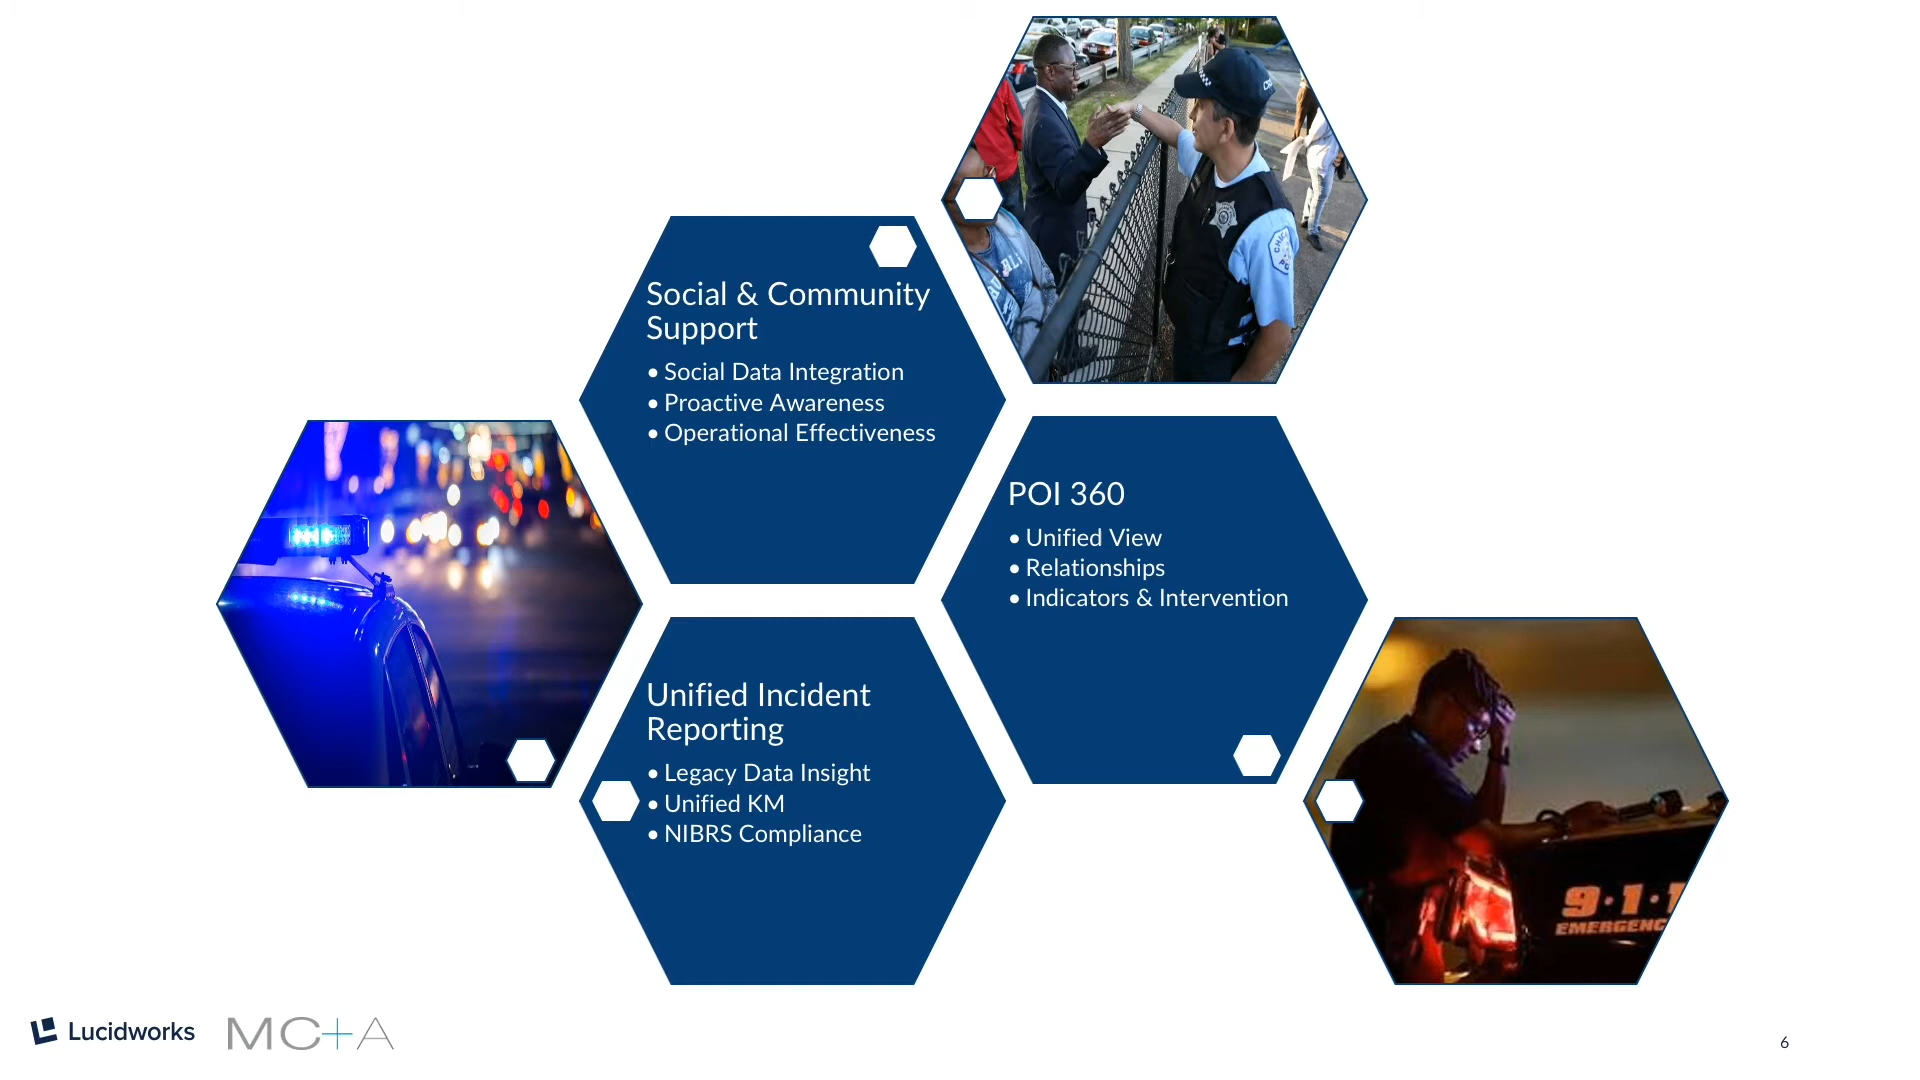 Social & Community
Support
• Social Data Integration
• Proactive Awareness
• Operational Effectiveness
POI 360
• Unified View
• Relationships
• Indicators & Intervention
Unified Incident
Reporting
• Legacy Data Insight
• Unified KM
• NIBRS Compliance
9·1·1
EMERGENC
Lucidworks
MC+A
6